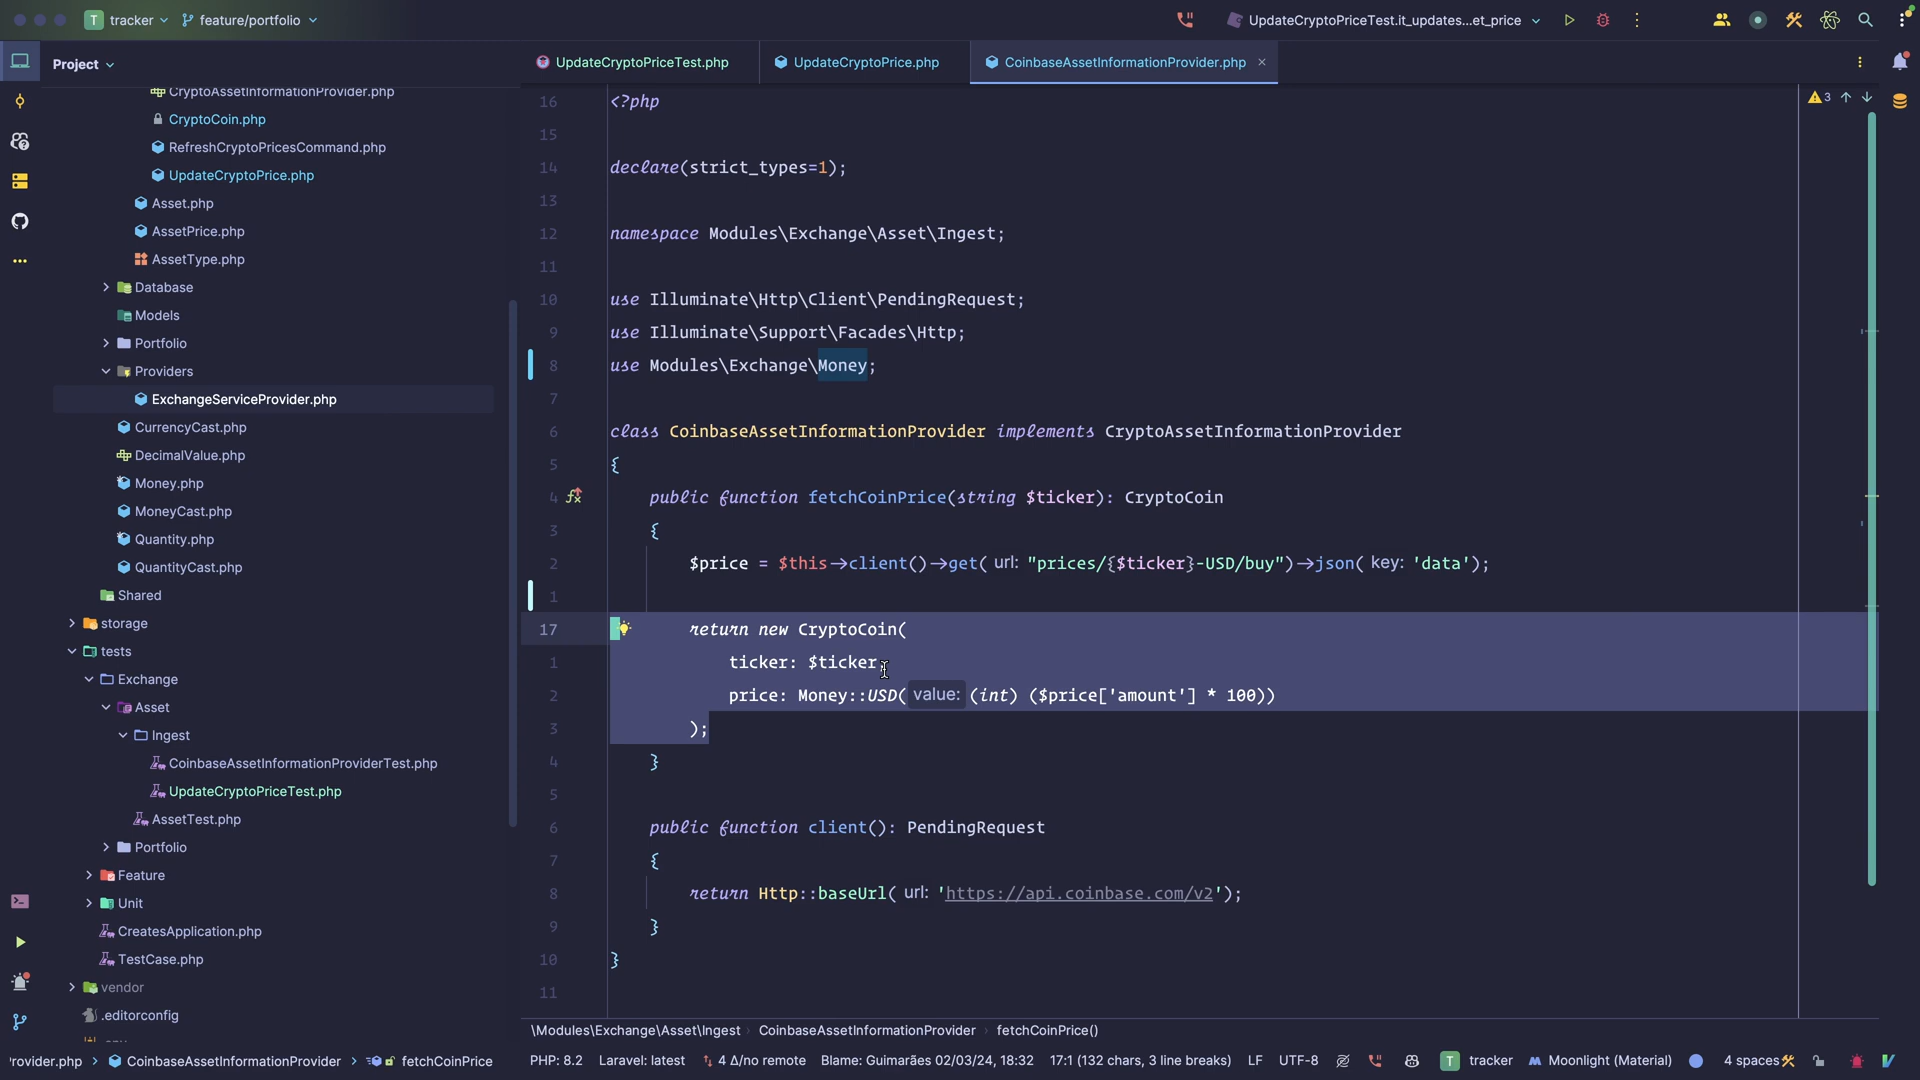 T tracker feature/portfolio UpdateCryptoPriceTest.it_updates...et_price
Project
UpdateCryptoPriceTest.php UpdateCryptoPrice.php CoinbaseAssetInformationProvider.php
CryptoAssetInformationProvider.php
CryptoCoin.php
RefreshCryptoPricesCommand.php
UpdateCryptoPrice.php
Asset.php
AssetPrice.php
AssetType.php
Database
Models
Portfolio
Providers
ExchangeServiceProvider.php
CurrencyCast.php
DecimalValue.php
Money.php
MoneyCast.php
Quantity.php
QuantityCast.php
Shared
storage
tests
Exchange
Asset
Ingest
CoinbaseAssetInformationProviderTest.php
UpdateCryptoPriceTest.php
AssetTest.php
Portfolio
Feature
Unit
CreatesApplication.php
TestCase.php
vendor
.editorconfig
3
16 <?php
15
14 declare(strict_types=1);
13
12 namespace Modules\Exchange\Asset\Ingest;
11
10 use Illuminate\Http\Client\PendingRequest;
9 use Illuminate\Support\Facades\Http;
8 use Modules\Exchange\Money;
7
6 class CoinbaseAssetInformationProvider implements CryptoAssetInformationProvider
5 {
4 public function fetchCoinPrice(string $ticker): CryptoCoin
3 {
2 $price = $this->client()->get( url: "prices/{$ticker}-USD/buy")->json( key: 'data');
1
17 return new CryptoCoin(
1 ticker: $ticker,
2 price: Money::USD( value: (int) ($price['amount'] * 100))
3 );
4 }
5
6 public function client(): PendingRequest
7 {
8 return Http::baseUrl( url: 'https://api.coinbase.com/v2');
9 }
10 }
11
\Modules\Exchange\Asset\Ingest CoinbaseAssetInformationProvider fetchCoinPrice()
rovider.php CoinbaseAssetInformationProvider fetchCoinPrice PHP: 8.2 Laravel: latest 4 Δ/no remote Blame: Guimarães 02/03/24, 18:32 17:1 (132 chars, 3 line breaks) LF UTF-8 T tracker Moonlight (Material) 4 spaces